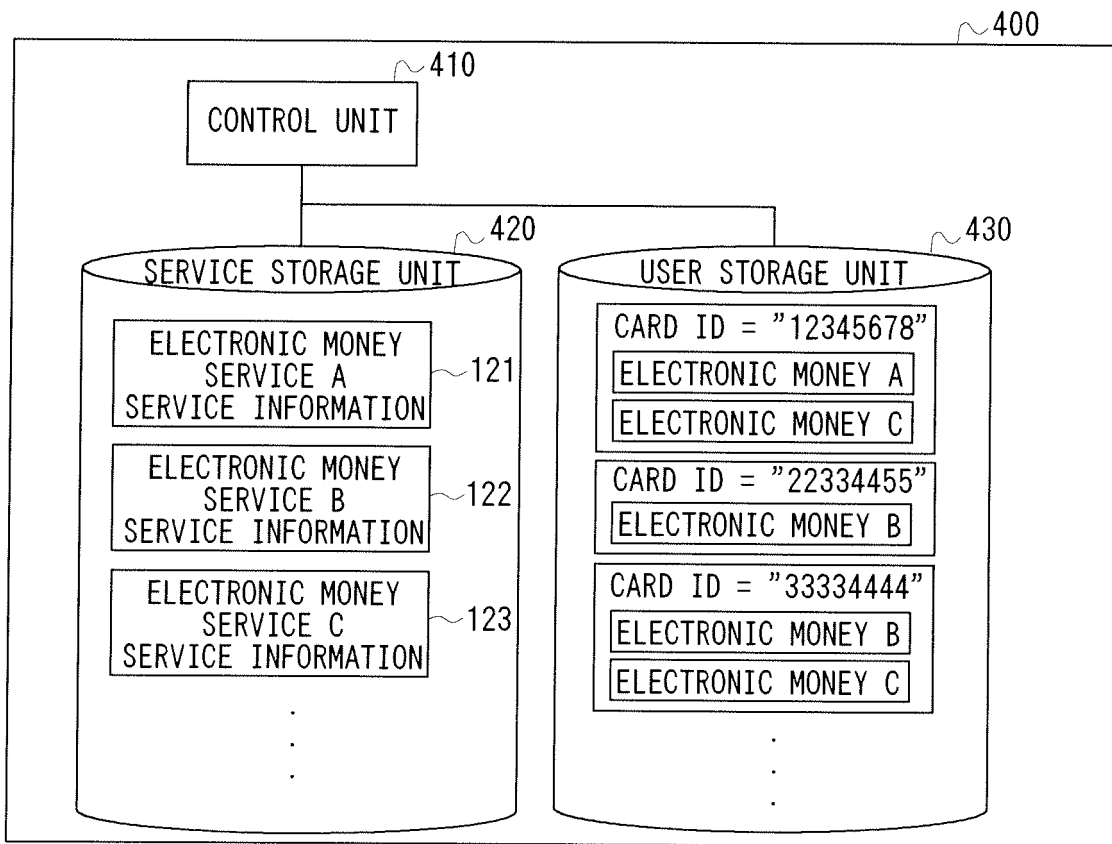 400
410
CONTROL UNIT
420
SERVICE STORAGE UNIT
ELECTRONIC MONEY
SERVICE A
SERVICE INFORMATION
121
ELECTRONIC MONEY
SERVICE B
SERVICE INFORMATION
122
ELECTRONIC MONEY
SERVICE C
SERVICE INFORMATION
123
430
USER STORAGE UNIT
CARD ID = "12345678"
ELECTRONIC MONEY A
ELECTRONIC MONEY C
CARD ID = "22334455"
ELECTRONIC MONEY B
CARD ID = "33334444"
ELECTRONIC MONEY B
ELECTRONIC MONEY C